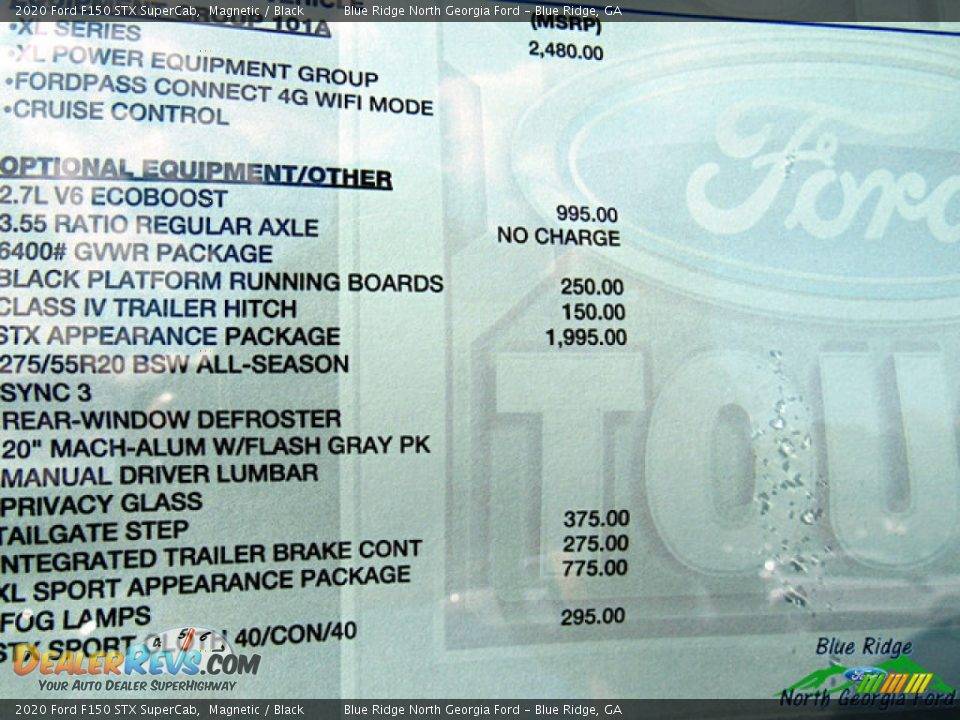 2020 Ford F150 STX SuperCab, Magnetic / Black Blue Ridge North Georgia Ford - Blue Ridge, GA
GROUP 101A (MSRP)
•XL SERIES 2,480.00
•XL POWER EQUIPMENT GROUP
•FORDPASS CONNECT 4G WIFI MODE
•CRUISE CONTROL
OPTIONAL EQUIPMENT/OTHER
2.7L V6 ECOBOOST 995.00
3.55 RATIO REGULAR AXLE NO CHARGE
6400# GVWR PACKAGE
BLACK PLATFORM RUNNING BOARDS 250.00
CLASS IV TRAILER HITCH 150.00
STX APPEARANCE PACKAGE 1,995.00
275/55R20 BSW ALL-SEASON
SYNC 3
REAR-WINDOW DEFROSTER
20" MACH-ALUM W/FLASH GRAY PK
MANUAL DRIVER LUMBAR
PRIVACY GLASS
TAILGATE STEP 375.00
INTEGRATED TRAILER BRAKE CONT 275.00
XL SPORT APPEARANCE PACKAGE 775.00
FOG LAMPS
STX SPORT CLOTH 40/CON/40 295.00
Ford
TOU
DEALERREVS.COM
YOUR AUTO DEALER SUPERHIGHWAY
Blue Ridge
North Georgia Ford
2020 Ford F150 STX SuperCab, Magnetic / Black Blue Ridge North Georgia Ford - Blue Ridge, GA